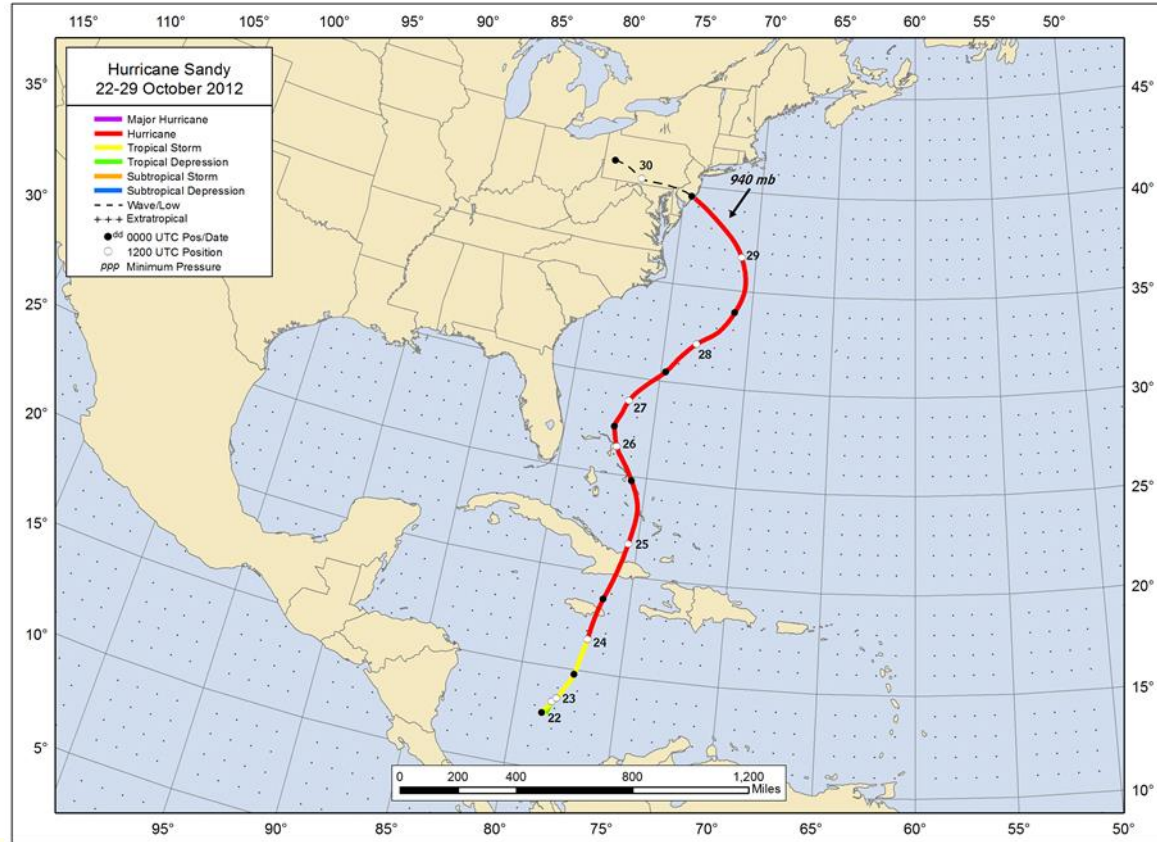 115° 110° 105° 100° 95° 90° 85° 80° 75° 70° 65° 60° 55° 50°
Hurricane Sandy
22-29 October 2012
Major Hurricane
Hurricane
Tropical Storm
Tropical Depression
Subtropical Storm
Subtropical Depression
Wave/Low
Extratropical
dd 0000 UTC Pos/Date
1200 UTC Position
ppp Minimum Pressure
35°
30°
25°
20°
15°
10°
5°
45°
40°
35°
30°
25°
20°
15°
10°
30
940 mb
29
28
27
26
25
24
23
22
0 200 400 800 1,200
Miles
95° 90° 85° 80° 75° 70° 65° 60° 55° 50°